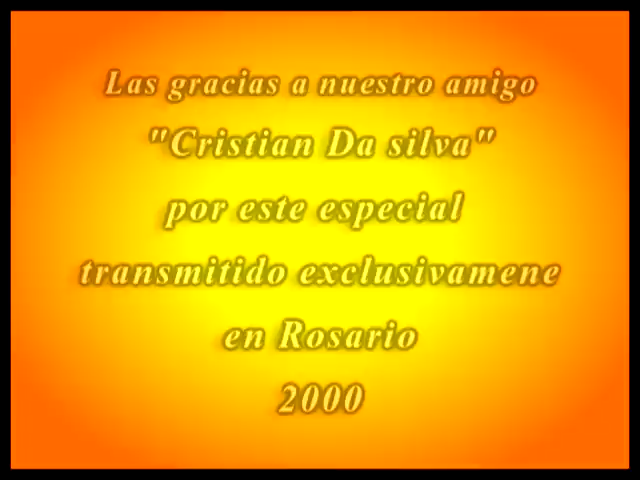 Las gracias a nuestro amigo
"Cristian Da silva"
por este especial
transmitido exclusivamene
en Rosario
2000